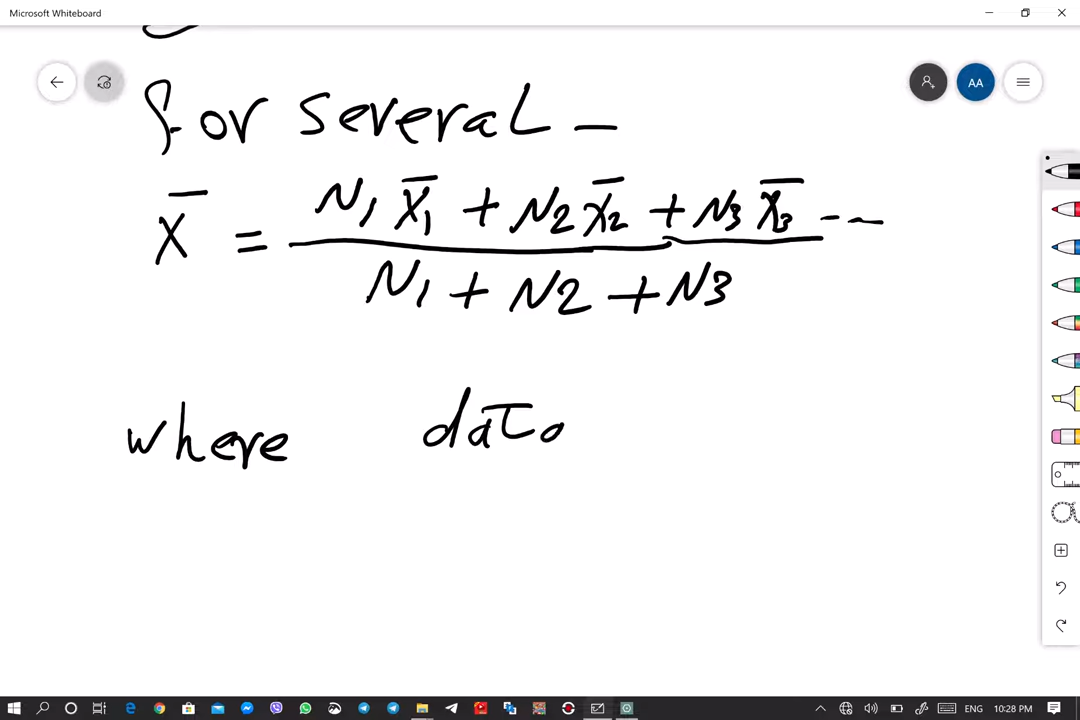 Microsoft Whiteboard
AA
for several –
X̄ = (N1 X̄1 + N2 X̄2 + N3 X̄3 -- –) / (N1 + N2 + N3)
where data
ENG 10:28 PM